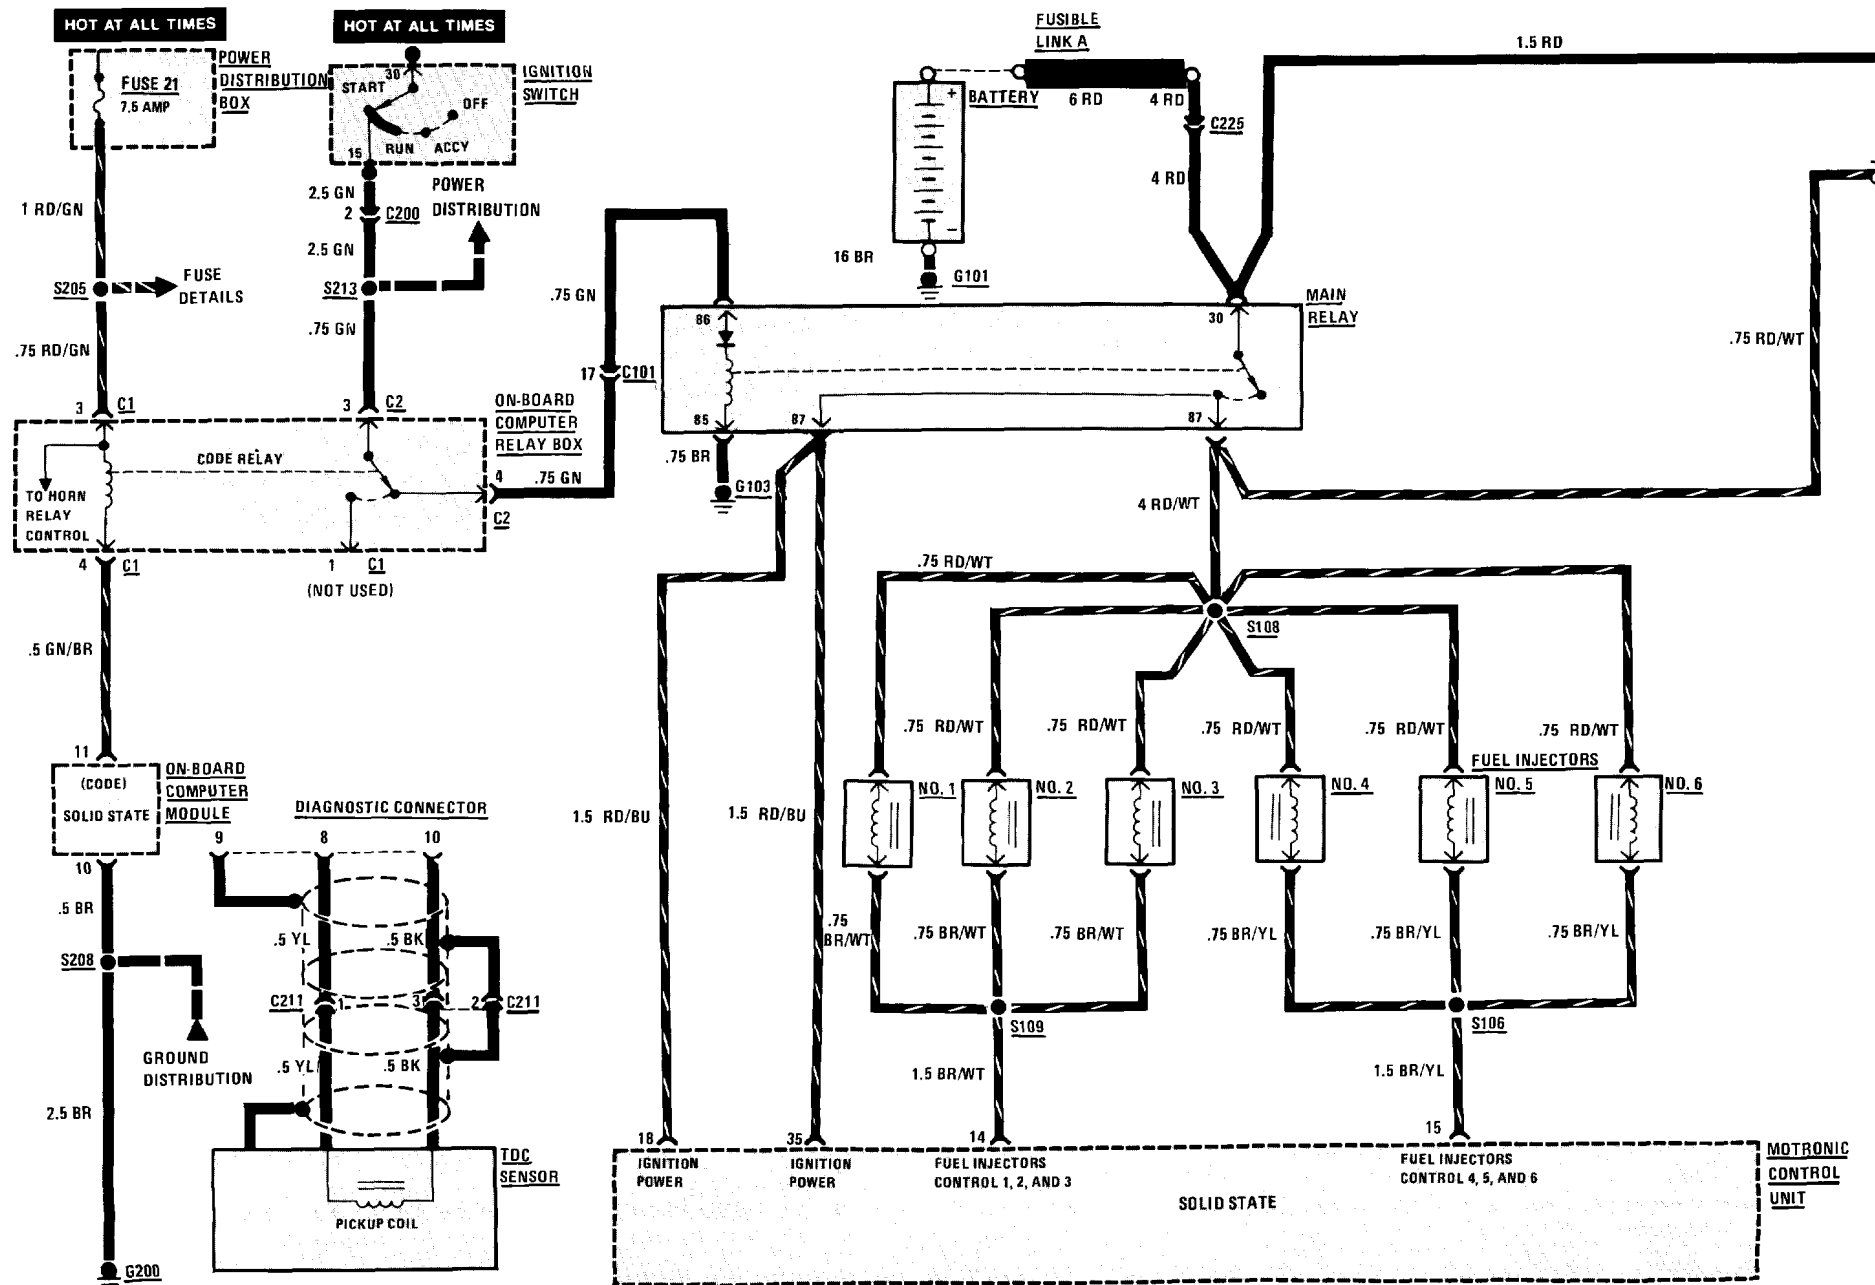 HOT AT ALL TIMES
HOT AT ALL TIMES
FUSE 21
7.5 AMP
POWER
DISTRIBUTION
BOX
30
START
OFF
RUN
ACCY
15
IGNITION
SWITCH
FUSIBLE
LINK A
BATTERY
+
−
6 RD
4 RD
C225
4 RD
1.5 RD
1 RD/GN
2.5 GN
2
C200
2.5 GN
POWER
DISTRIBUTION
16 BR
G101
S205
FUSE
DETAILS
S213
.75 GN
.75 RD/GN
.75 GN
17
C101
MAIN
RELAY
86
30
85
87
87
.75 RD/WT
3
C1
3
C2
ON-BOARD
COMPUTER
RELAY BOX
CODE RELAY
TO HORN
RELAY
CONTROL
4
C2
.75 GN
.75 BR
G103
4 RD/WT
4
C1
1
C1
(NOT USED)
.75 RD/WT
S108
.5 GN/BR
.75 RD/WT
.75 RD/WT
.75 RD/WT
.75 RD/WT
.75 RD/WT
FUEL INJECTORS
NO. 1
NO. 2
NO. 3
NO. 4
NO. 5
NO. 6
11
(CODE)
SOLID STATE
ON-BOARD
COMPUTER
MODULE
10
DIAGNOSTIC CONNECTOR
9
8
10
1.5 RD/BU
1.5 RD/BU
.5 BR
.5 YL
.5 BK
.75
BR/WT
.75 BR/WT
.75 BR/WT
.75 BR/YL
.75 BR/YL
.75 BR/YL
S208
C211
1
3
2
C211
S109
S106
GROUND
DISTRIBUTION
.5 YL
.5 BK
1.5 BR/WT
1.5 BR/YL
2.5 BR
18
35
14
15
TDC
SENSOR
PICKUP COIL
IGNITION
POWER
IGNITION
POWER
FUEL INJECTORS
CONTROL 1, 2, AND 3
FUEL INJECTORS
CONTROL 4, 5, AND 6
SOLID STATE
MOTRONIC
CONTROL
UNIT
G200